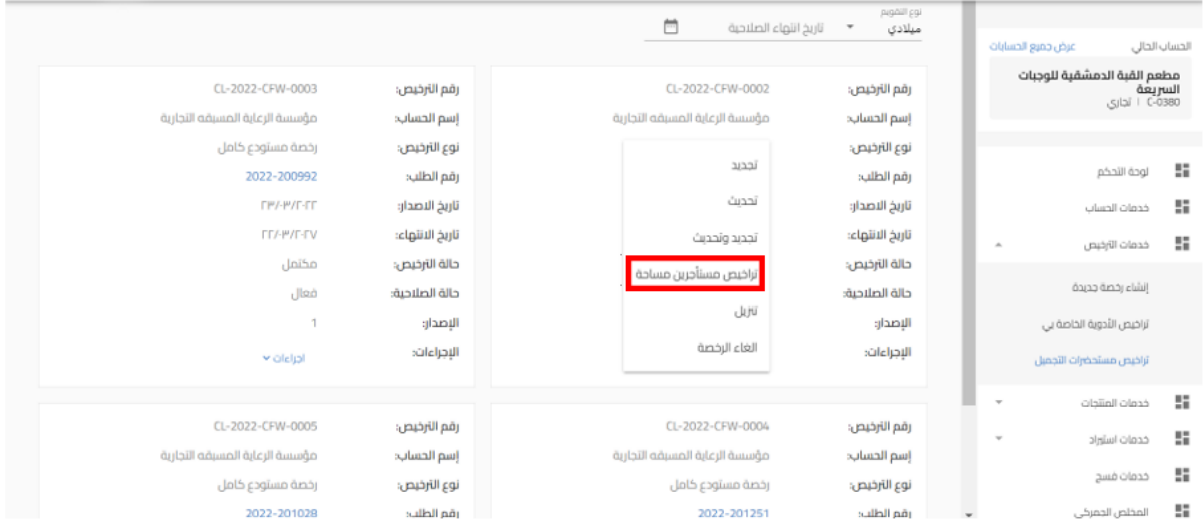 نوع التقويم
ميلادي
تاريخ انتهاء الصلاحية
الحساب الحالي
عرض جميع الحسابات
مطعم القبة الدمشقية للوجبات
السريعة
C-0380 | تجاري
لوحة التحكم
خدمات الحساب
خدمات الترخيص
إنشاء رخصة جديدة
تراخيص الأدوية الخاصة بي
تراخيص مستحضرات التجميل
خدمات المنتجات
خدمات استيراد
خدمات فسح
المخلص الجمركي
رقم الترخيص: CL-2022-CFW-0002
إسم الحساب: مؤسسة الرعاية المسبقه التجارية
نوع الترخيص:
رقم الطلب:
تاريخ الاصدار:
تاريخ الانتهاء:
حالة الترخيص:
حالة الصلاحية:
الإصدار:
الإجراءات:
تجديد
تحديث
تجديد وتحديث
تراخيص مستأجرين مساحة
تنزيل
الغاء الرخصة
رقم الترخيص: CL-2022-CFW-0003
إسم الحساب: مؤسسة الرعاية المسبقه التجارية
نوع الترخيص: رخصة مستودع كامل
رقم الطلب: 2022-200992
تاريخ الاصدار: ٢٣/٠٣/٢٠٢٢
تاريخ الانتهاء: ٢٢/٠٣/٢٠٢٧
حالة الترخيص: مكتمل
حالة الصلاحية: فعال
الإصدار: 1
الإجراءات: اجراءات
رقم الترخيص: CL-2022-CFW-0004
إسم الحساب: مؤسسة الرعاية المسبقه التجارية
نوع الترخيص: رخصة مستودع كامل
رقم الطلب: 2022-201251
رقم الترخيص: CL-2022-CFW-0005
إسم الحساب: مؤسسة الرعاية المسبقه التجارية
نوع الترخيص: رخصة مستودع كامل
رقم الطلب: 2022-201028